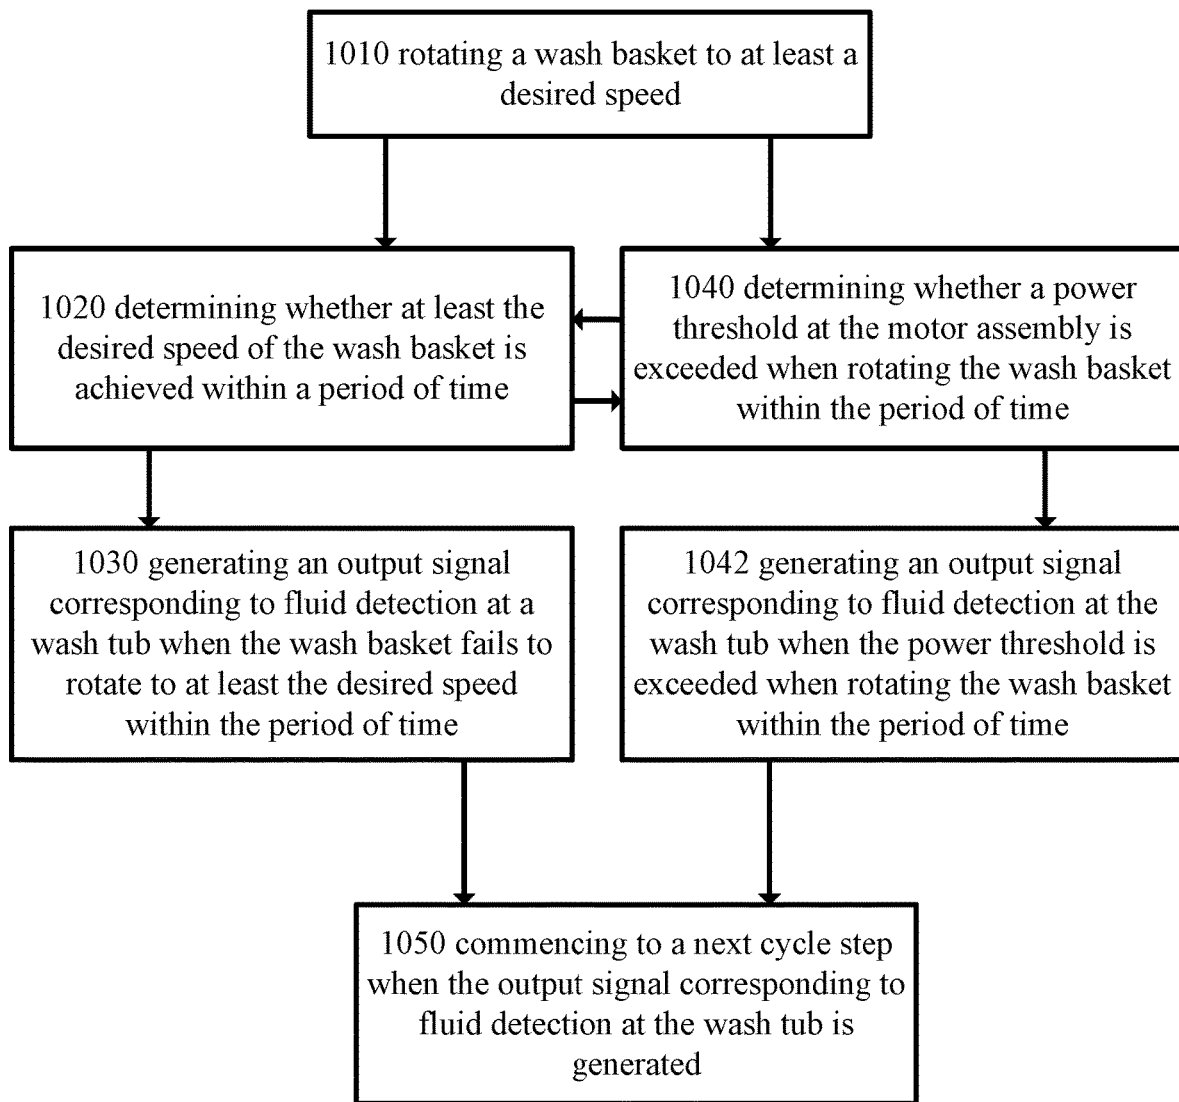 1010 rotating a wash basket to at least a
desired speed
1020 determining whether at least the
desired speed of the wash basket is
achieved within a period of time
1040 determining whether a power
threshold at the motor assembly is
exceeded when rotating the wash basket
within the period of time
1030 generating an output signal
corresponding to fluid detection at a
wash tub when the wash basket fails to
rotate to at least the desired speed
within the period of time
1042 generating an output signal
corresponding to fluid detection at the
wash tub when the power threshold is
exceeded when rotating the wash basket
within the period of time
1050 commencing to a next cycle step
when the output signal corresponding to
fluid detection at the wash tub is
generated